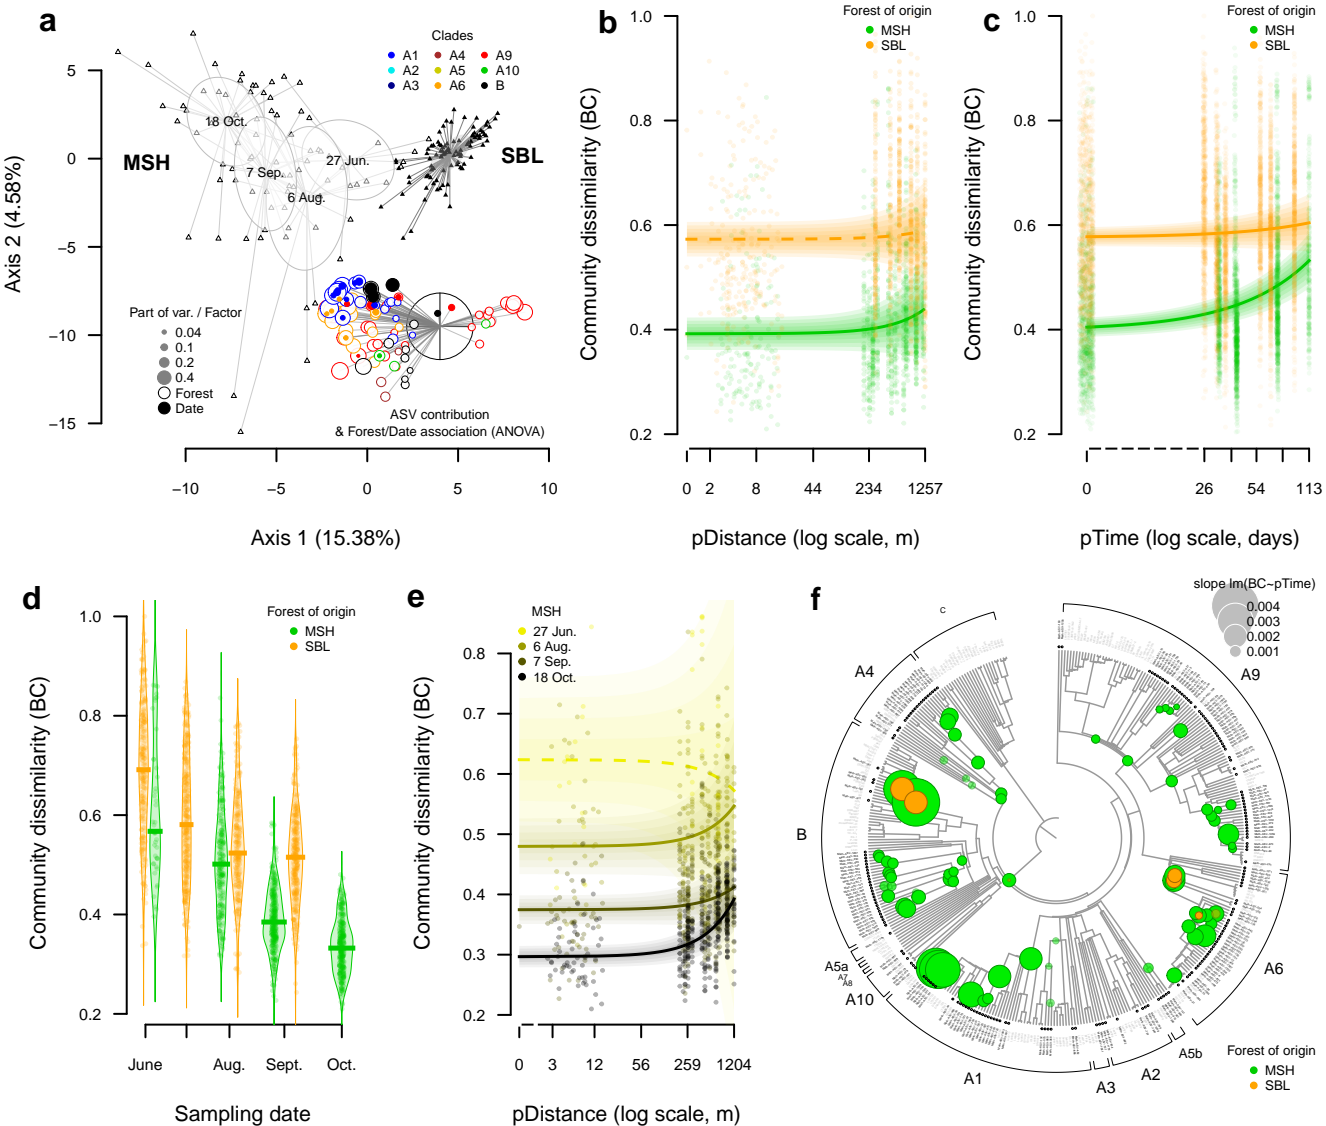 a
Clades
A1
A4
A9
A2
A5
A10
A3
A6
B
Axis 2 (4.58%)
5
0
−5
−10
−15
MSH
SBL
18 Oct.
27 Jun.
7 Sep.
6 Aug.
Part of var. / Factor
0.04
0.1
0.2
0.4
Forest
Date
ASV contribution
& Forest/Date association (ANOVA)
−10
−5
0
5
10
Axis 1 (15.38%)
b
Forest of origin
MSH
SBL
Community dissimilarity (BC)
1.0
0.8
0.6
0.4
0.2
0
2
8
44
234
1257
pDistance (log scale, m)
c
Forest of origin
MSH
SBL
Community dissimilarity (BC)
1.0
0.8
0.6
0.4
0.2
0
26
54
113
pTime (log scale, days)
d
Forest of origin
MSH
SBL
Community dissimilarity (BC)
1.0
0.8
0.6
0.4
0.2
June
Aug.
Sept.
Oct.
Sampling date
e
MSH
27 Jun.
6 Aug.
7 Sep.
18 Oct.
Community dissimilarity (BC)
0.8
0.7
0.6
0.5
0.4
0.3
0.2
0
3
12
56
259
1204
pDistance (log scale, m)
f
slope lm(BC~pTime)
0.004
0.003
0.002
0.001
c
A4
A9
B
A6
A5a
A7
A8
A10
A1
A3
A2
A5b
Forest of origin
MSH
SBL